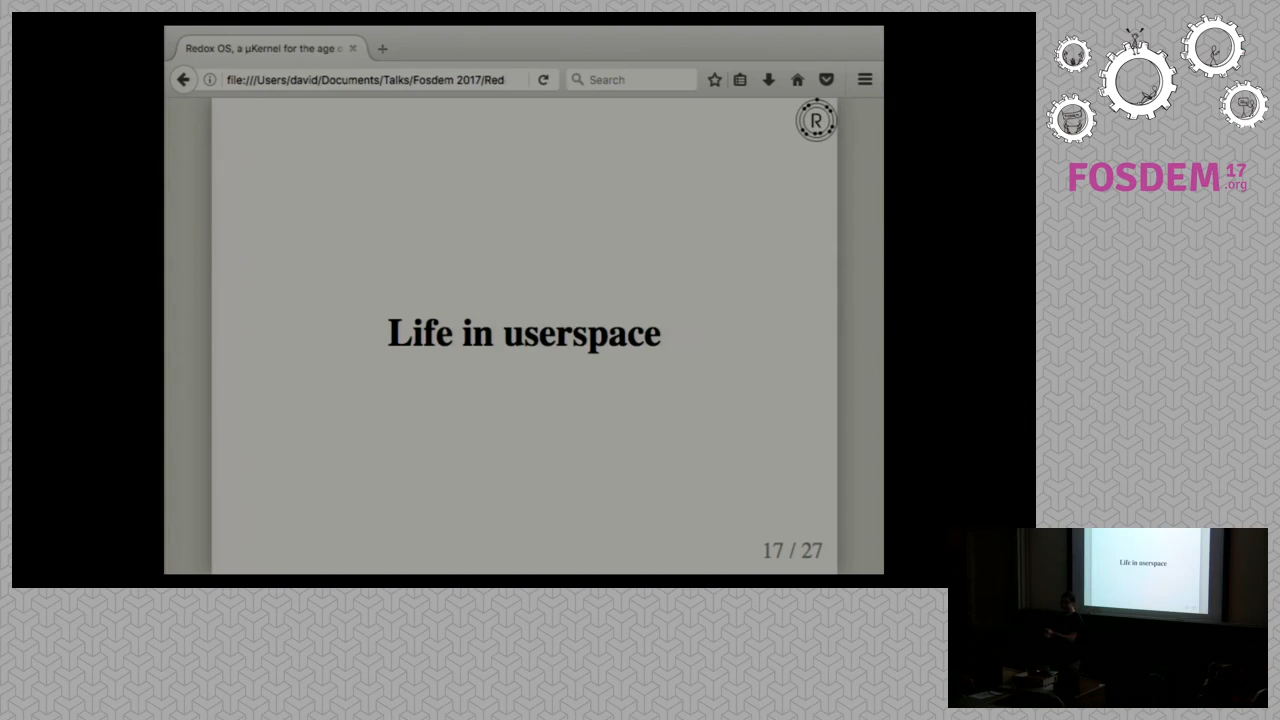 Redox OS, a µKernel for the age o
file:///Users/david/Documents/Talks/Fosdem 2017/Red
Search
R
Life in userspace
17 / 27
FOSDEM 17
.org
Life in userspace